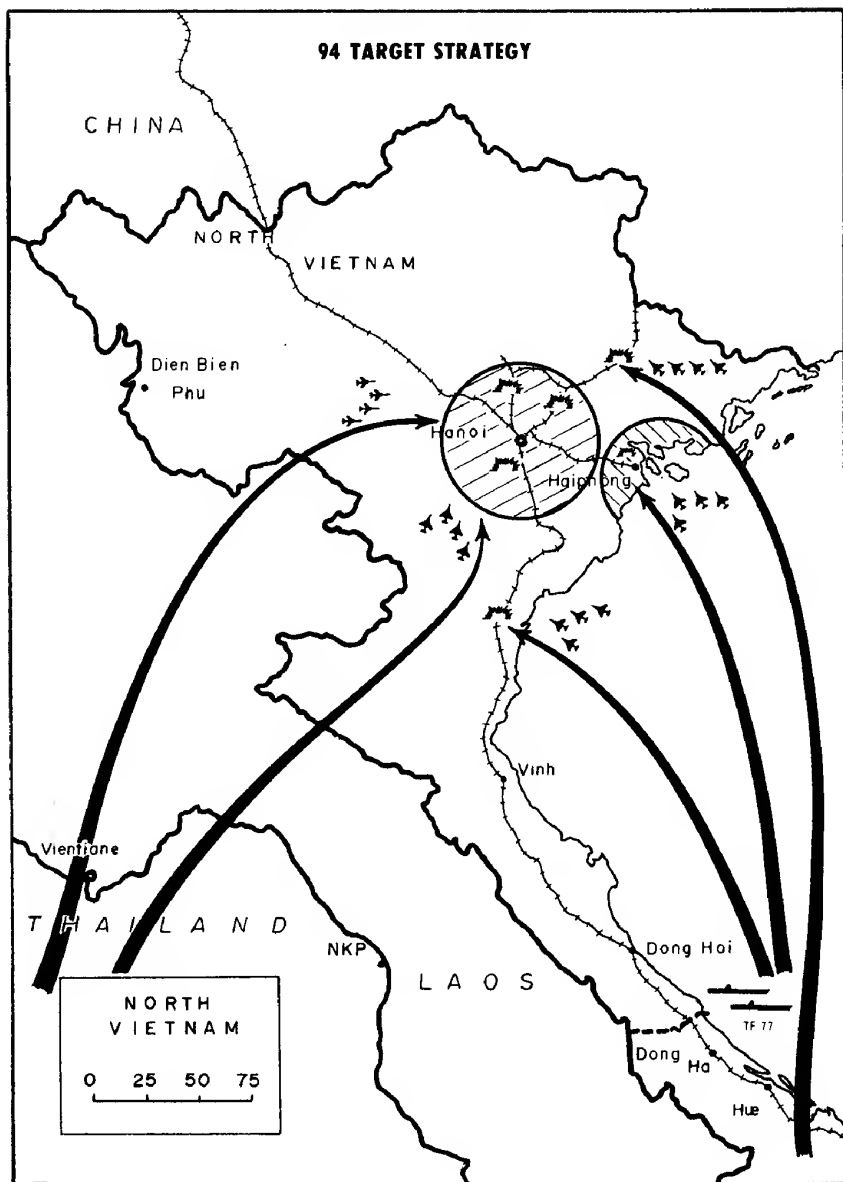 94 TARGET STRATEGY
CHINA
NORTH
VIETNAM
Dien Bien
Phu
Hanoi
Haiphong
Vinh
Vientiane
THAILAND
NKP
LAOS
Dong Hoi
TF 77
Dong
Ha
Hue
NORTH
VIETNAM
0 25 50 75